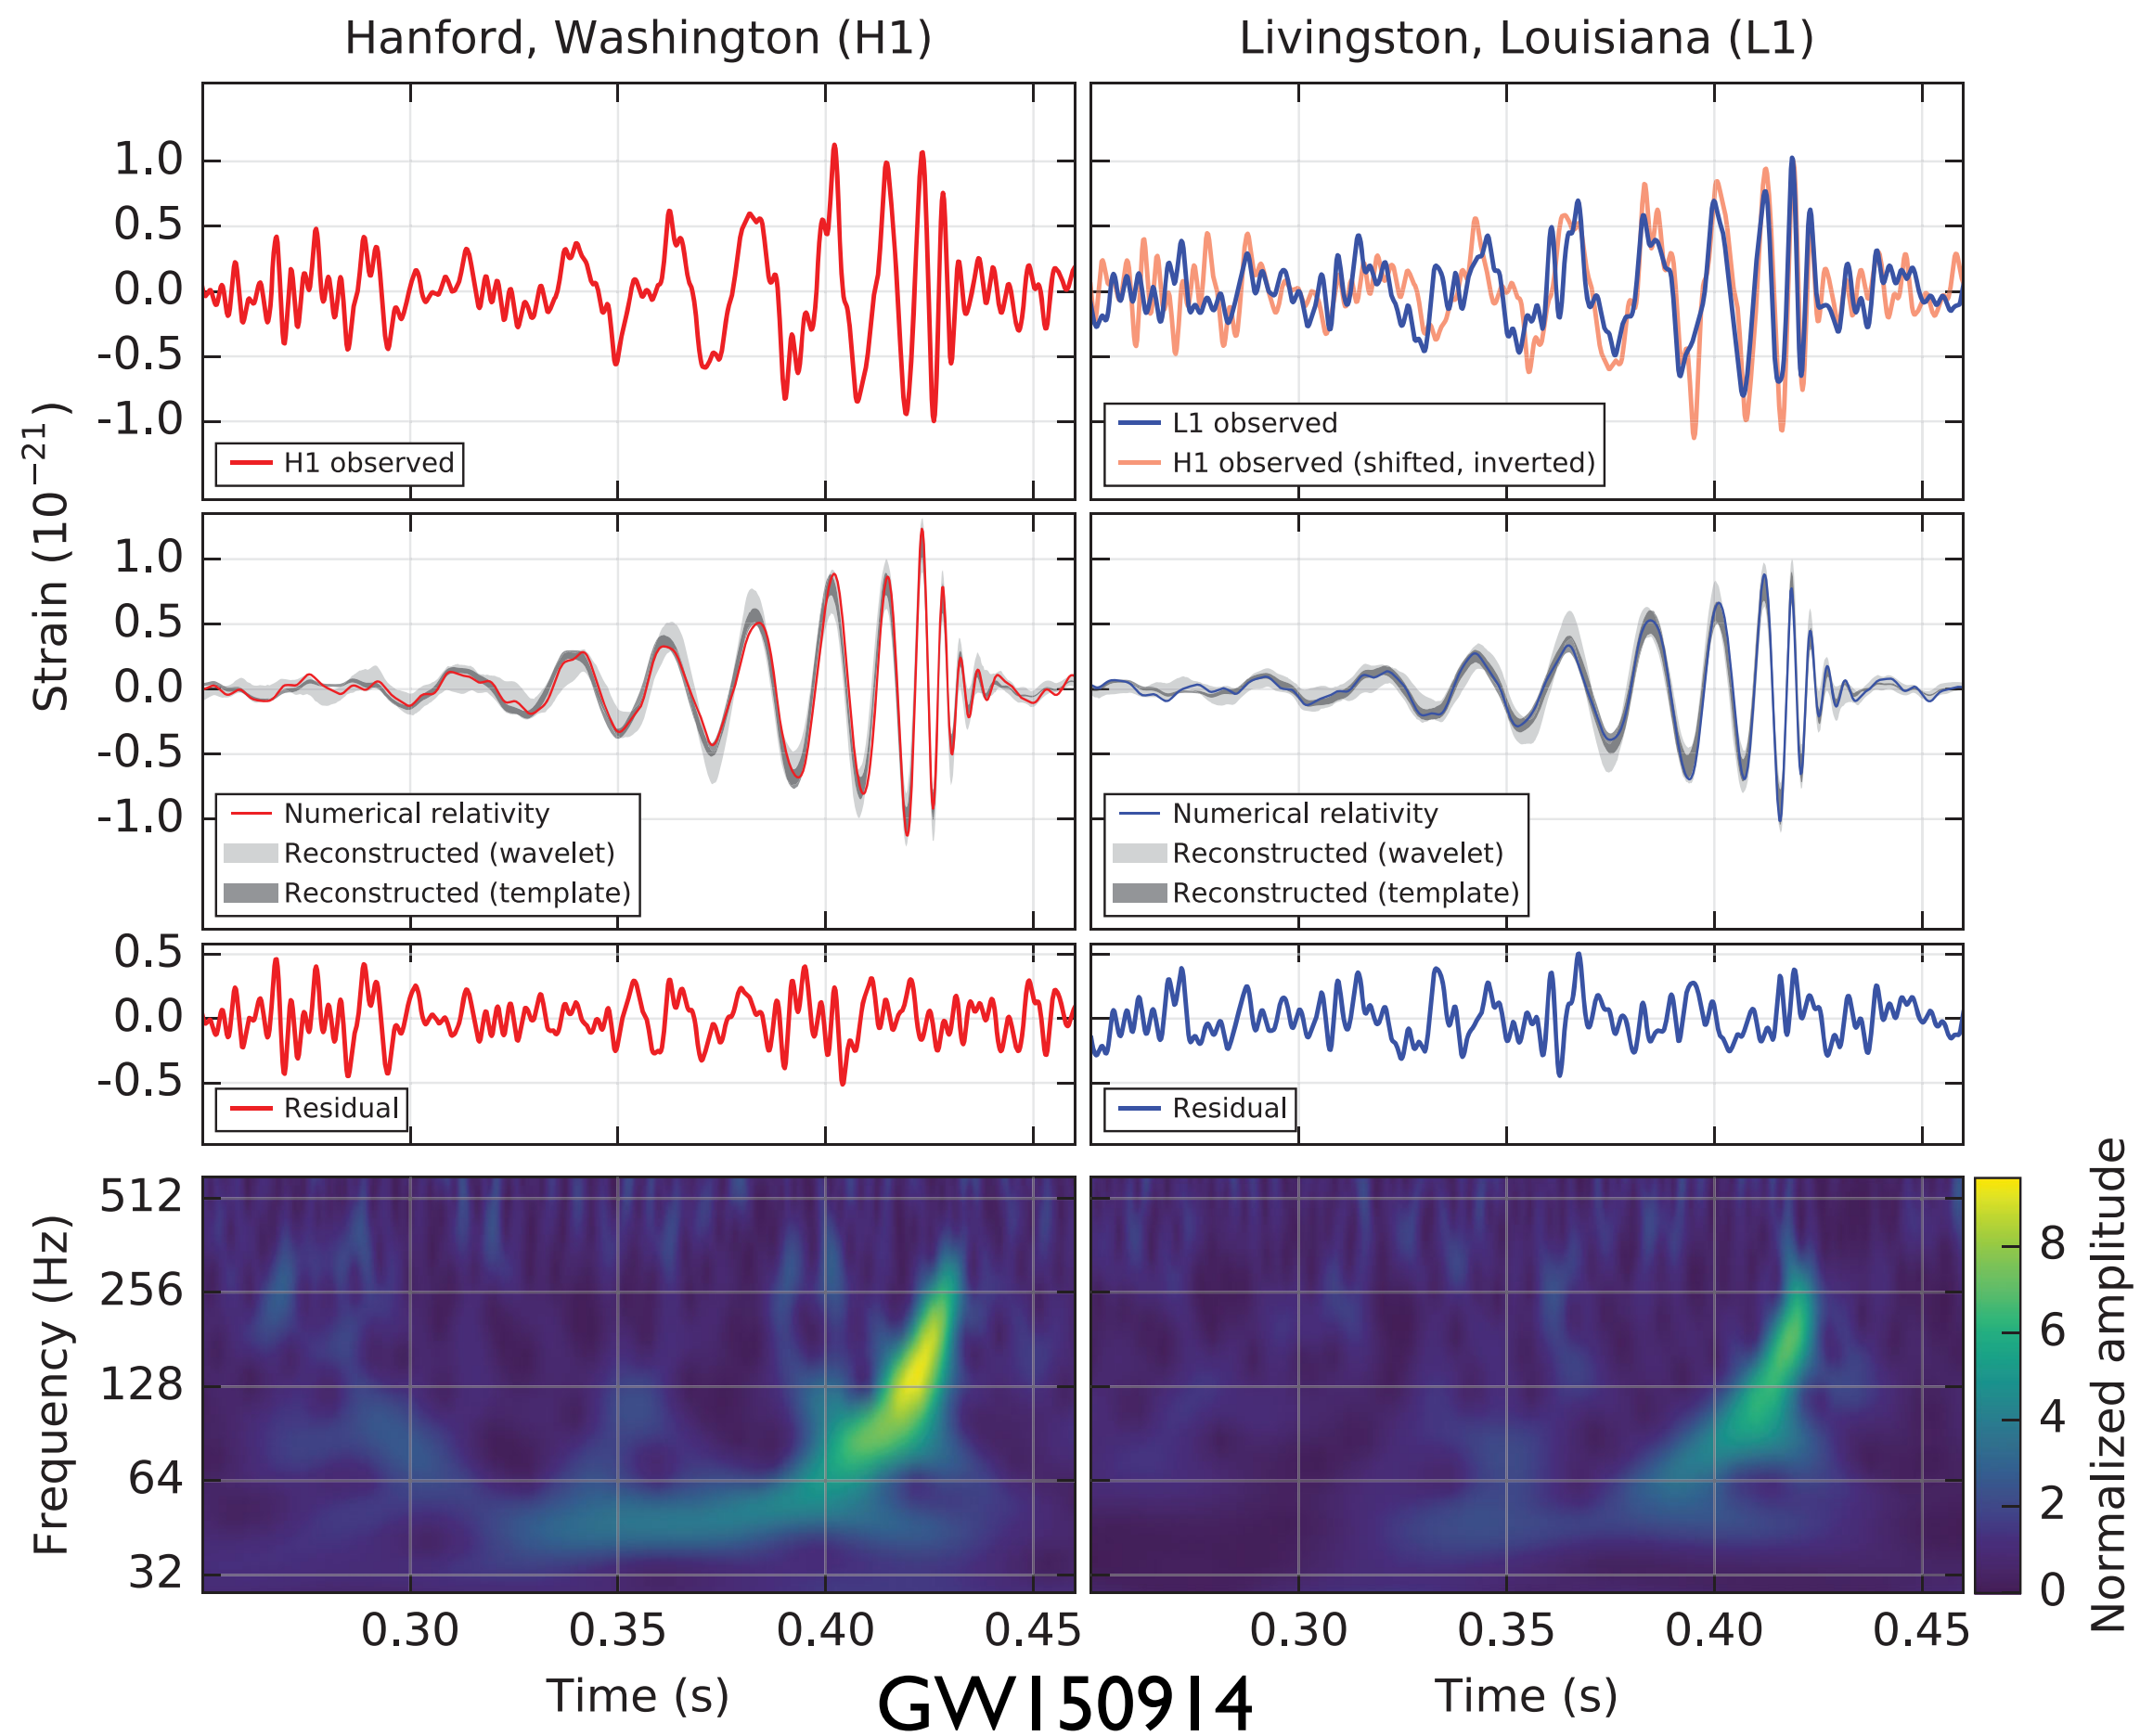 Hanford, Washington (H1)
Livingston, Louisiana (L1)
Strain (10⁻²¹)
1.0
0.5
0.0
-0.5
-1.0
H1 observed
L1 observed
H1 observed (shifted, inverted)
1.0
0.5
0.0
-0.5
-1.0
Numerical relativity
Reconstructed (wavelet)
Reconstructed (template)
Numerical relativity
Reconstructed (wavelet)
Reconstructed (template)
0.5
0.0
-0.5
Residual
Residual
Frequency (Hz)
512
256
128
64
32
Normalized amplitude
8
6
4
2
0
0.30 0.35 0.40 0.45
0.30 0.35 0.40 0.45
Time (s)
Time (s)
GW150914